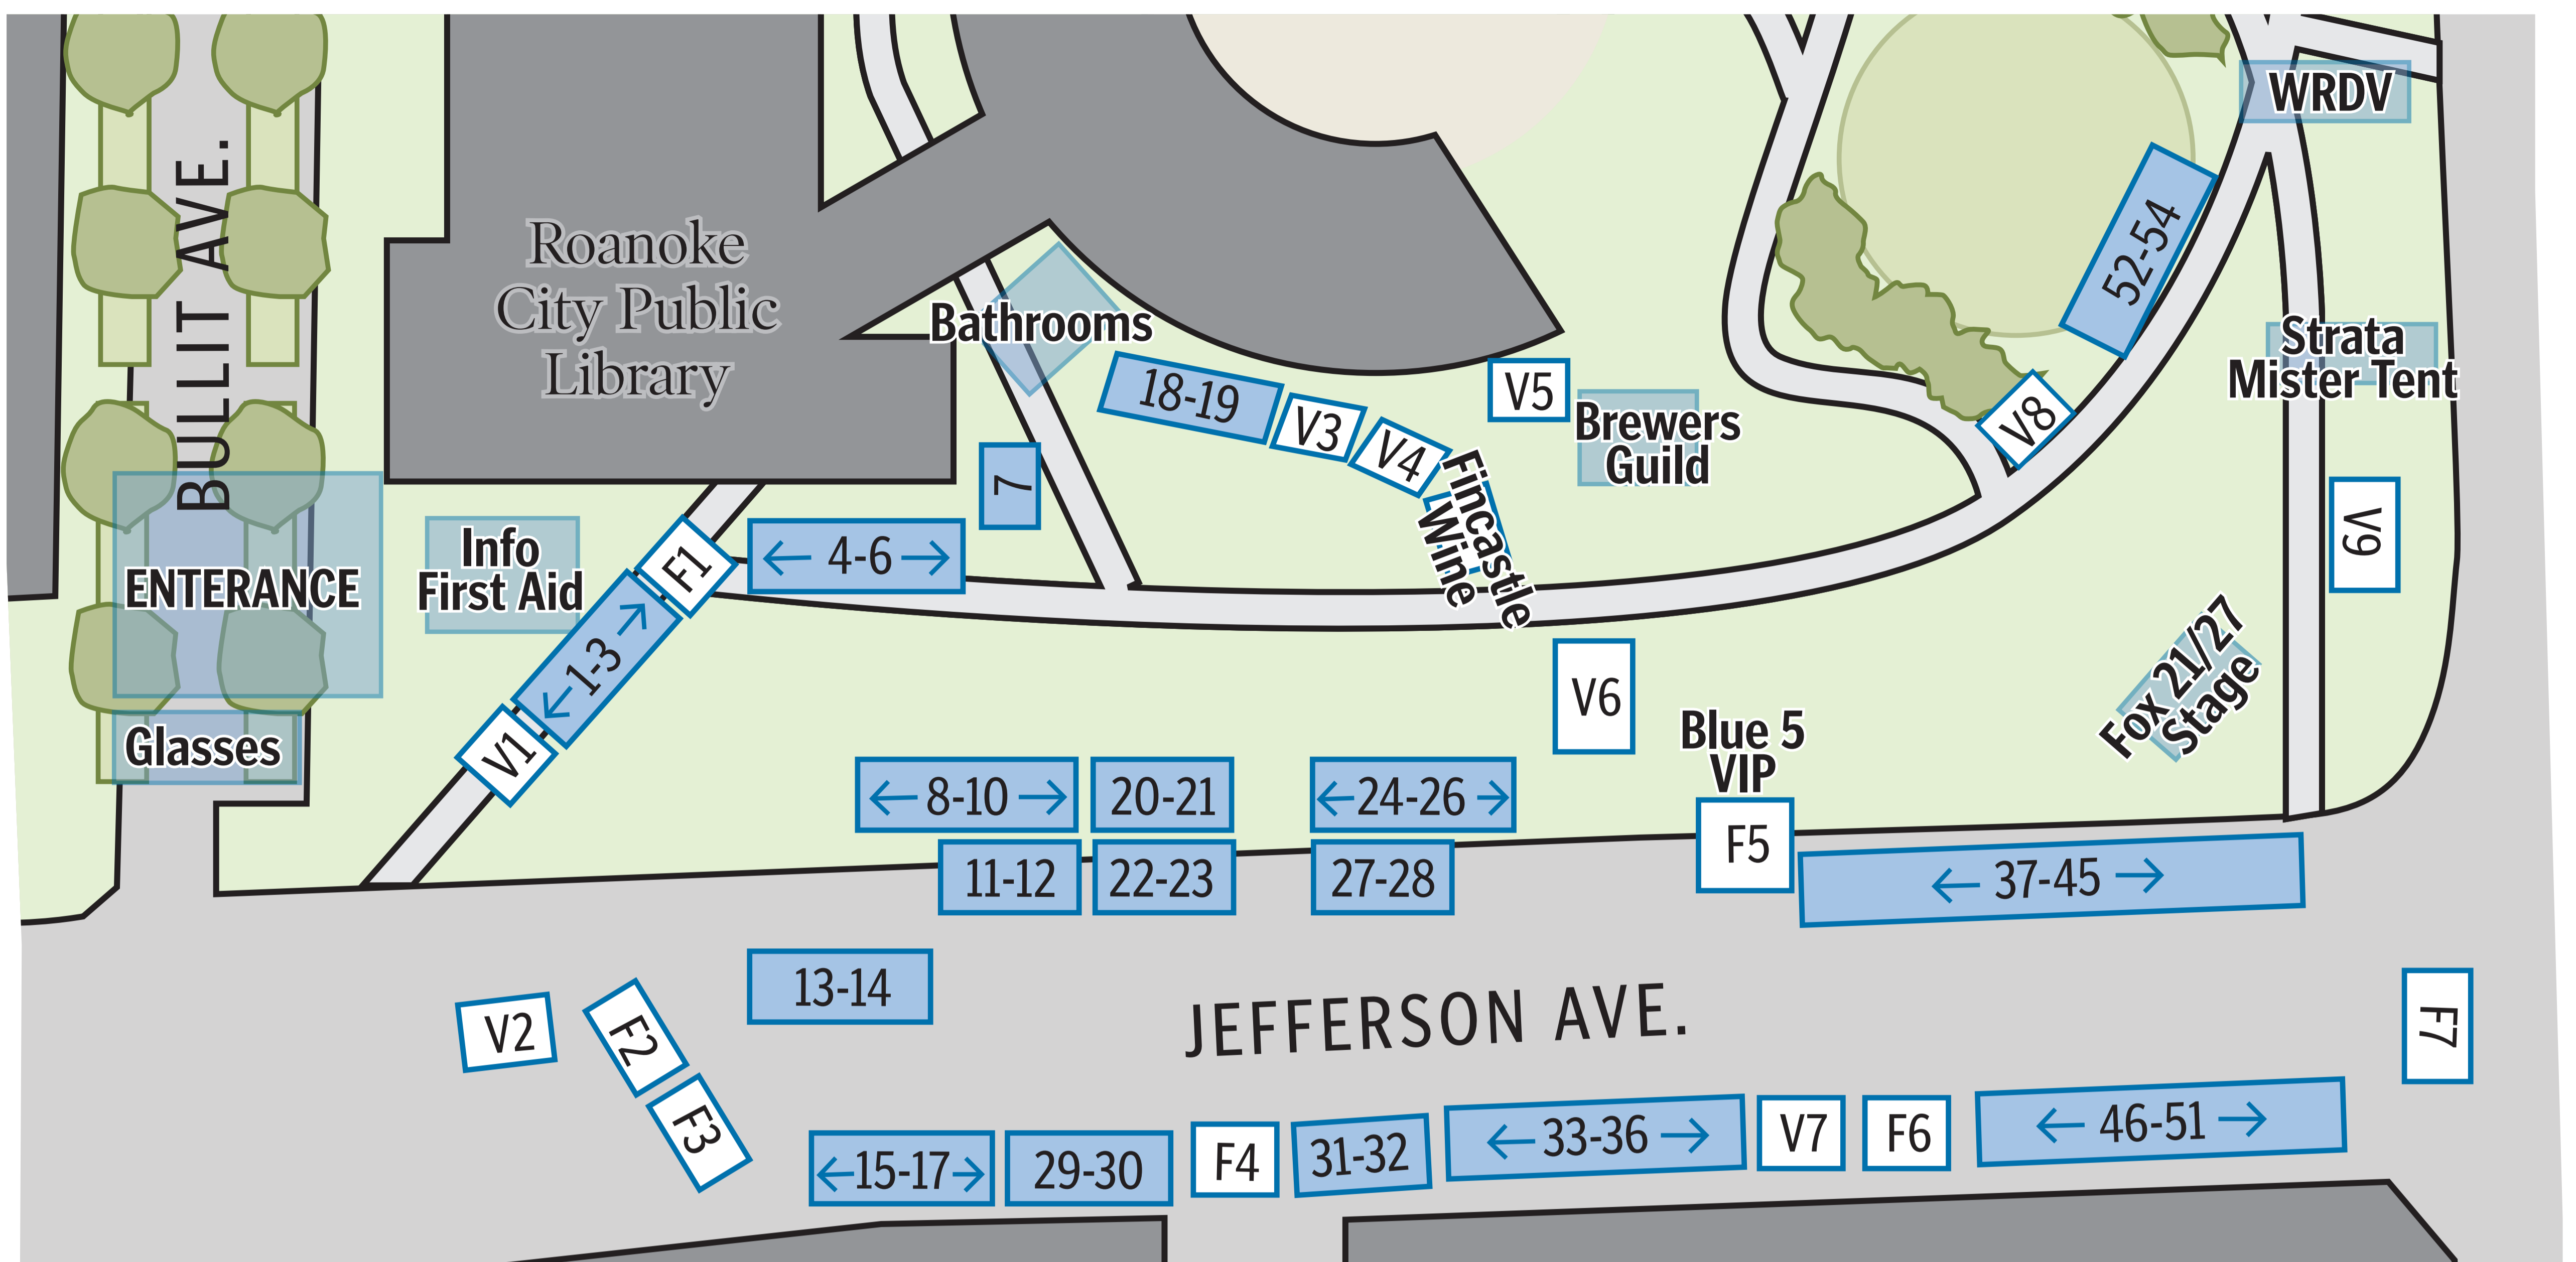 BULLIT AVE.
Roanoke
City Public
Library
WRDV
52-54
Bathrooms
18-19
V3
V4
V5
Brewers
Guild
V8
Strata
Mister Tent
Fincastle
Wine
7
V9
Info
First Aid
F1
← 4-6 →
ENTERANCE
← 1-3 →
V1
Glasses
V6
Fox 21/27
Stage
Blue 5
VIP
← 8-10 →
20-21
← 24-26 →
F5
11-12
22-23
27-28
← 37-45 →
13-14
JEFFERSON AVE.
V2
F2
F3
F7
← 15-17 →
29-30
F4
31-32
← 33-36 →
V7
F6
← 46-51 →